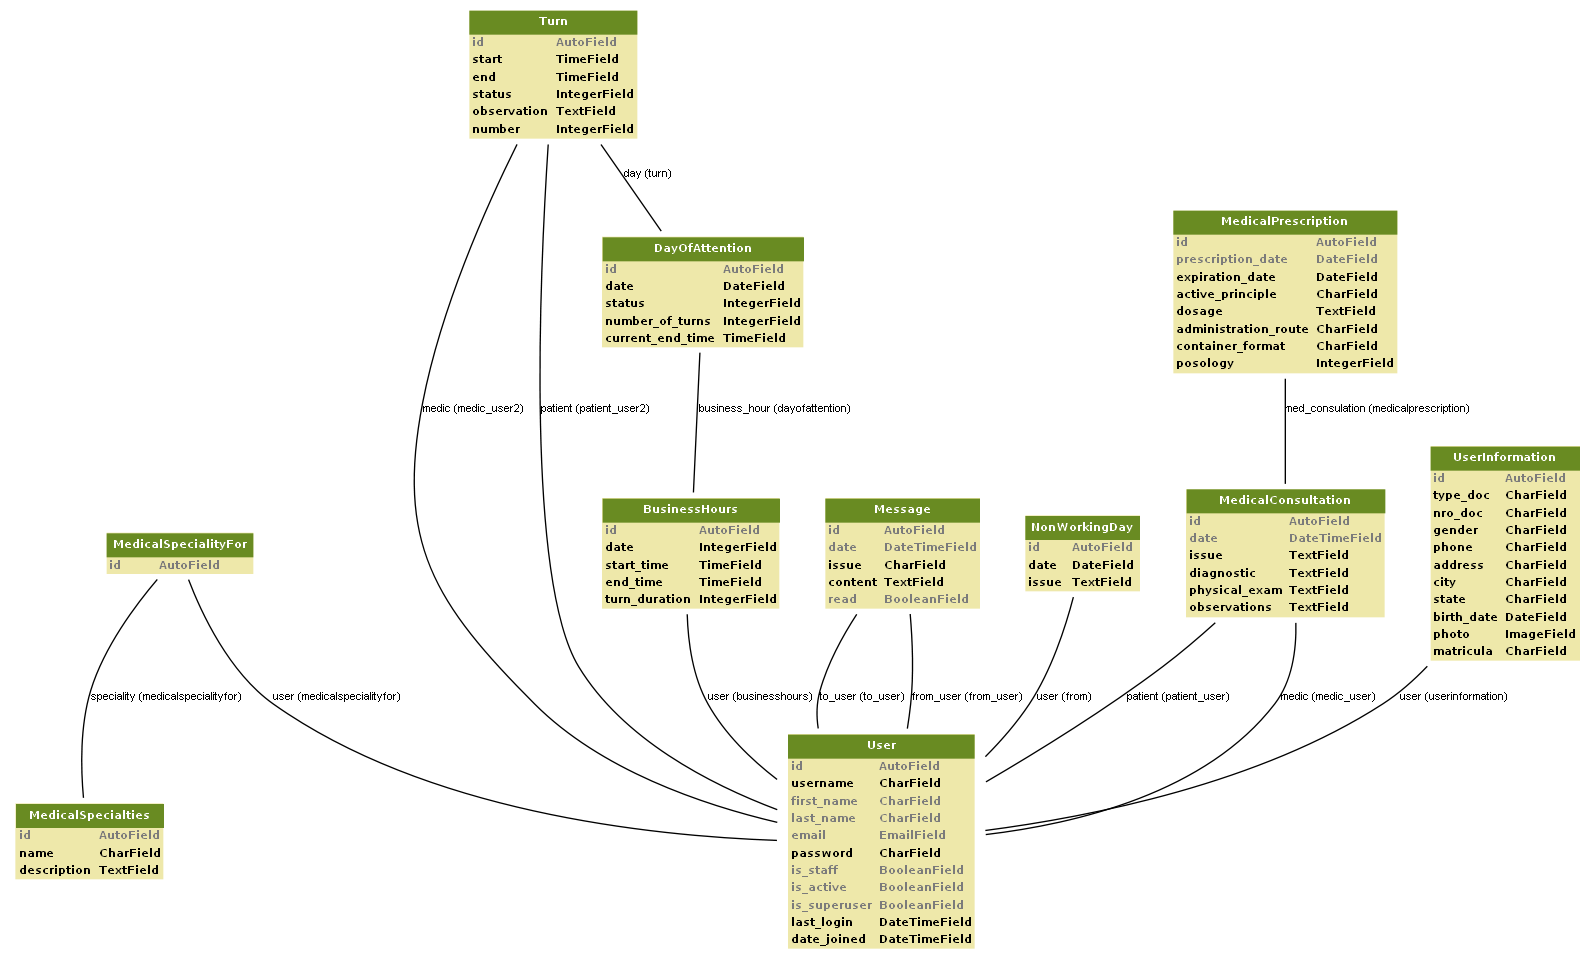 Turn
id AutoField
start TimeField
end TimeField
status IntegerField
observation TextField
number IntegerField
day (turn)
DayOfAttention
id AutoField
date DateField
status IntegerField
number_of_turns IntegerField
current_end_time TimeField
MedicalPrescription
id AutoField
prescription_date DateField
expiration_date DateField
active_principle CharField
dosage TextField
administration_route CharField
container_format CharField
posology IntegerField
medic (medic_user2)
patient (patient_user2)
business_hour (dayofattention)
med_consulation (medicalprescription)
MedicalSpecialityFor
id AutoField
BusinessHours
id AutoField
date IntegerField
start_time TimeField
end_time TimeField
turn_duration IntegerField
Message
id AutoField
date DateTimeField
issue CharField
content TextField
read BooleanField
NonWorkingDay
id AutoField
date DateField
issue TextField
MedicalConsultation
id AutoField
date DateTimeField
issue TextField
diagnostic TextField
physical_exam TextField
observations TextField
UserInformation
id AutoField
type_doc CharField
nro_doc CharField
gender CharField
phone CharField
address CharField
city CharField
state CharField
birth_date DateField
photo ImageField
matricula CharField
speciality (medicalspecialityfor)
user (medicalspecialityfor)
user (businesshours)
to_user (to_user)
from_user (from_user)
user (from)
patient (patient_user)
medic (medic_user)
user (userinformation)
MedicalSpecialties
id AutoField
name CharField
description TextField
User
id AutoField
username CharField
first_name CharField
last_name CharField
email EmailField
password CharField
is_staff BooleanField
is_active BooleanField
is_superuser BooleanField
last_login DateTimeField
date_joined DateTimeField